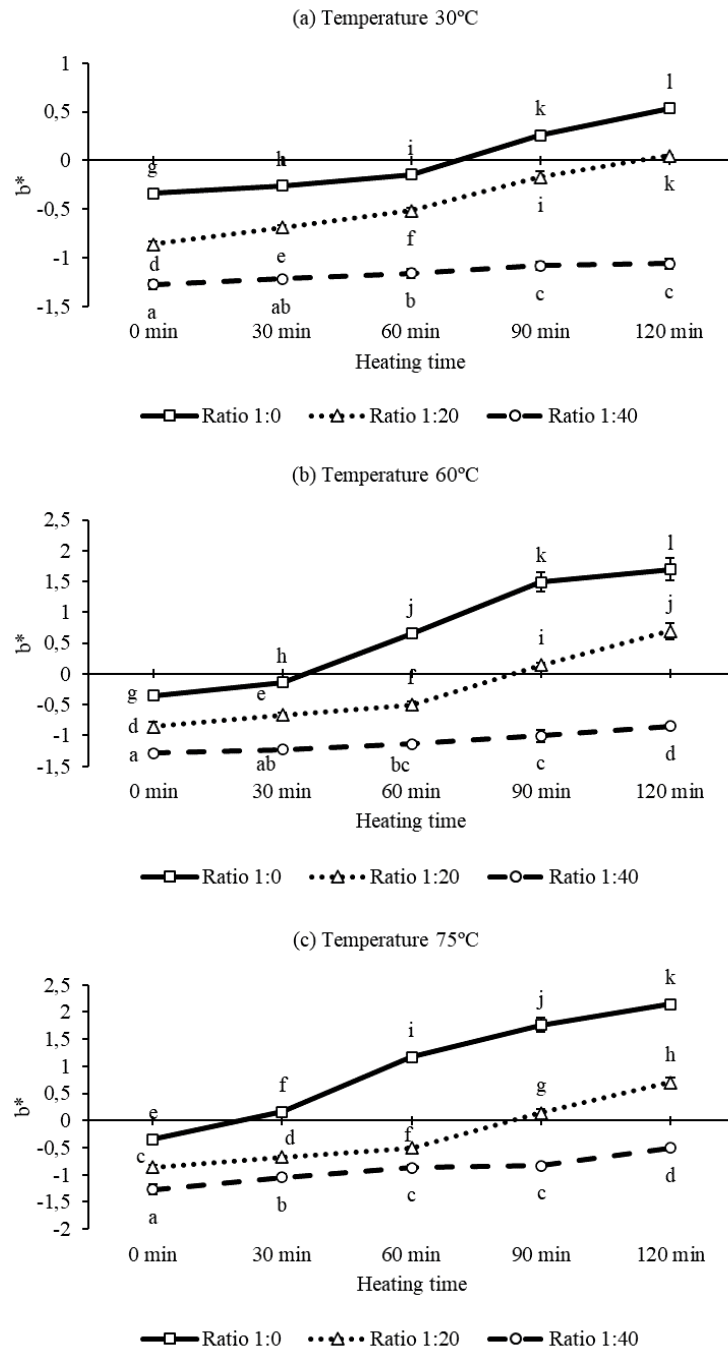 (a) Temperature 30ºC
1
0,5
0
-0,5
-1
-1,5
b*
g h i k l
d e f i k
a ab b c c
0 min 30 min 60 min 90 min 120 min
Heating time
Ratio 1:0 Ratio 1:20 Ratio 1:40
(b) Temperature 60ºC
2,5
2
1,5
1
0,5
0
-0,5
-1
-1,5
b*
g h j k l
d e f i j
a ab bc c d
0 min 30 min 60 min 90 min 120 min
Heating time
Ratio 1:0 Ratio 1:20 Ratio 1:40
(c) Temperature 75ºC
2,5
2
1,5
1
0,5
0
-0,5
-1
-1,5
-2
b*
e f i j k
c d f g h
a b c c d
0 min 30 min 60 min 90 min 120 min
Heating time
Ratio 1:0 Ratio 1:20 Ratio 1:40